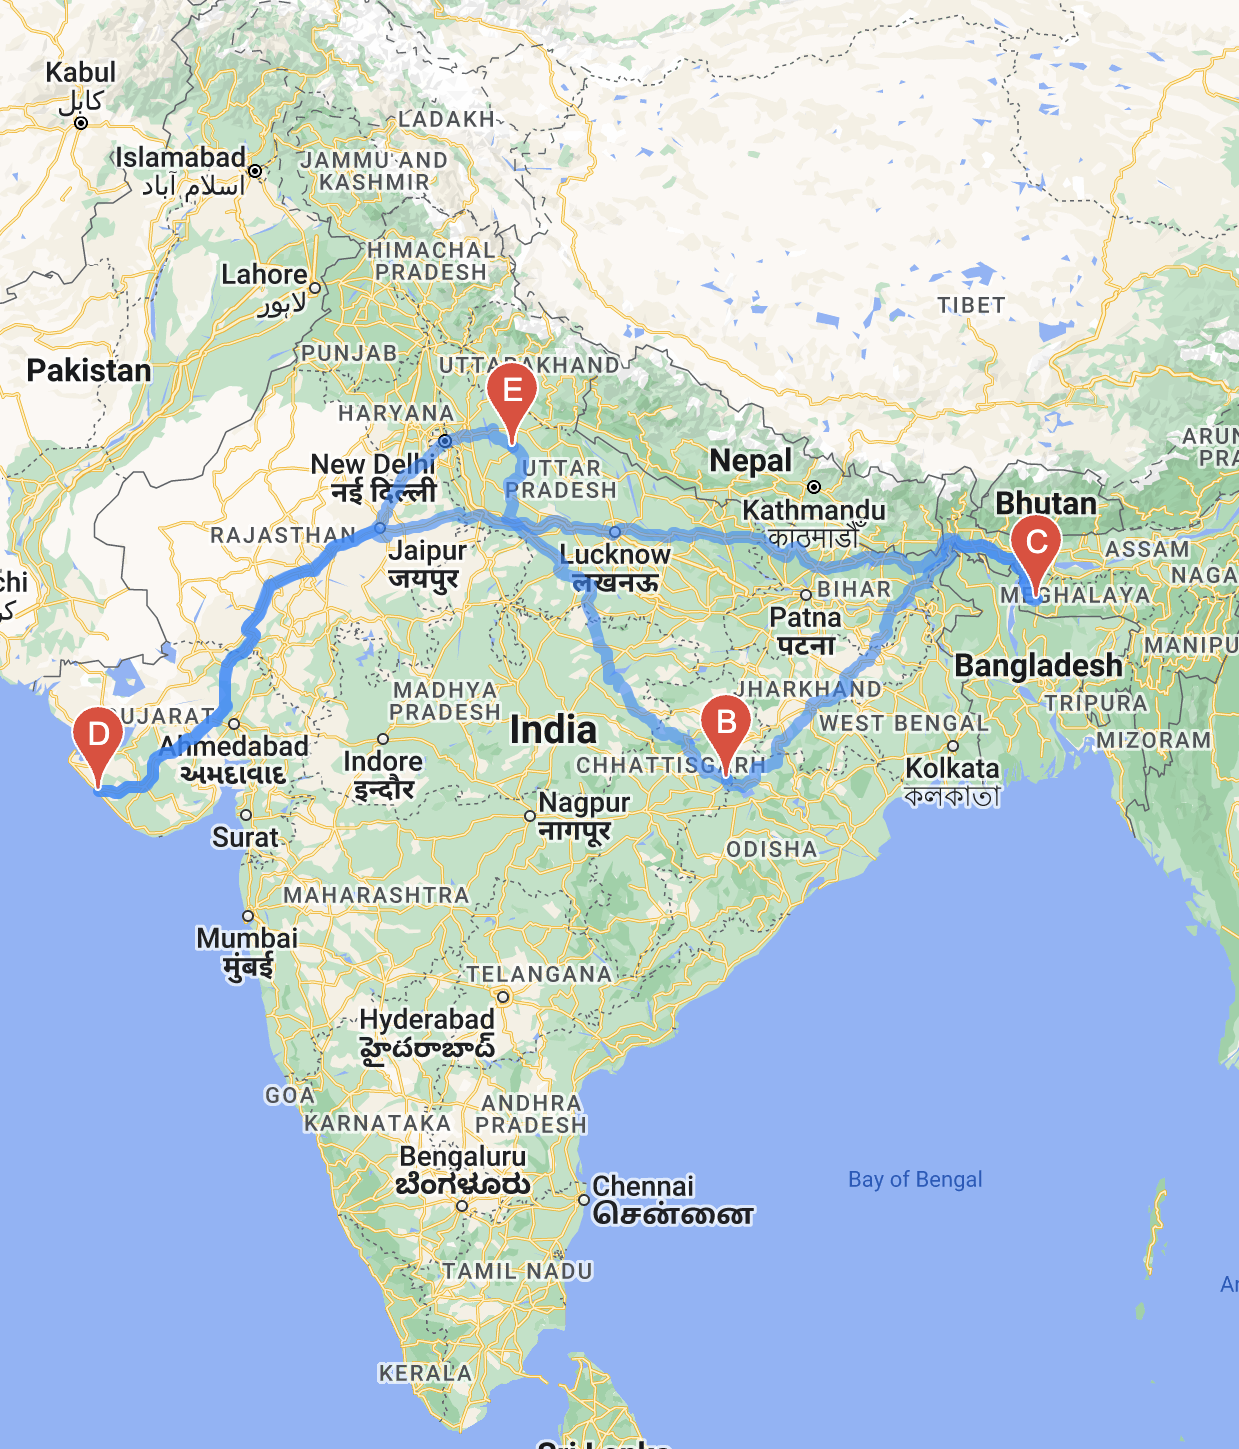 Kabul
کابل
LADAKH
Islamabad
اسلام آباد
JAMMU AND
KASHMIR
HIMACHAL
PRADESH
Lahore
لاہور
TIBET
PUNJAB
UTTARAKHAND
Pakistan
E
HARYANA
ARUN
PRA
New Delhi
नई दिल्ली
UTTAR
PRADESH
Nepal
Kathmandu
काठमाडौँ
Bhutan
RAJASTHAN
C
ASSAM
Jaipur
जयपुर
Lucknow
लखनऊ
BIHAR
NAGA
chi
MEGHALAYA
Patna
पटना
MANIPU
Bangladesh
MADHYA
PRADESH
JHARKHAND
TRIPURA
GUJARAT
D
B
India
WEST BENGAL
MIZORAM
Ahmedabad
અમદાવાદ
Indore
इन्दौर
CHHATTISGARH
Kolkata
কলকাতা
Nagpur
नागपूर
Surat
ODISHA
MAHARASHTRA
Mumbai
मुंबई
TELANGANA
Hyderabad
హైదరాబాద్
GOA
KARNATAKA
ANDHRA
PRADESH
Bengaluru
ಬೆಂಗಳೂರು
Chennai
சென்னை
Bay of Bengal
TAMIL NADU
An
KERALA
Sri Lanka